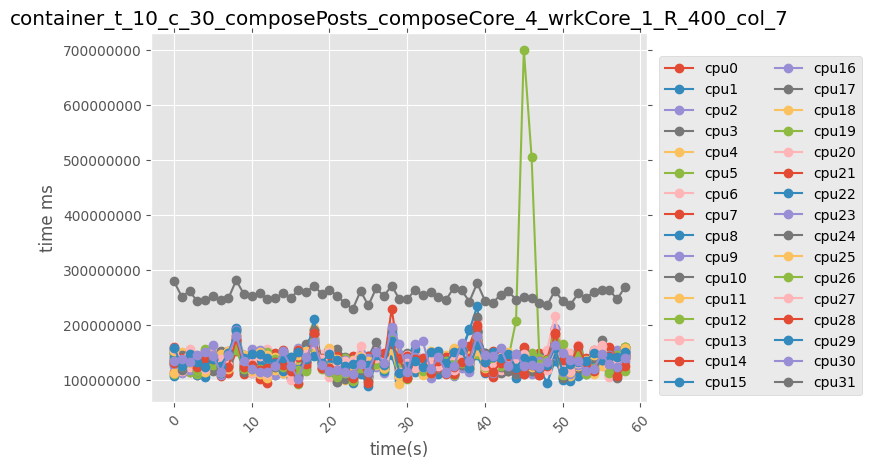 container_t_10_c_30_composePosts_composeCore_4_wrkCore_1_R_400_col_7
700000000
600000000
500000000
400000000
300000000
200000000
100000000
time ms
0
10
20
30
40
50
60
time(s)
cpu0
cpu1
cpu2
cpu3
cpu4
cpu5
cpu6
cpu7
cpu8
cpu9
cpu10
cpu11
cpu12
cpu13
cpu14
cpu15
cpu16
cpu17
cpu18
cpu19
cpu20
cpu21
cpu22
cpu23
cpu24
cpu25
cpu26
cpu27
cpu28
cpu29
cpu30
cpu31